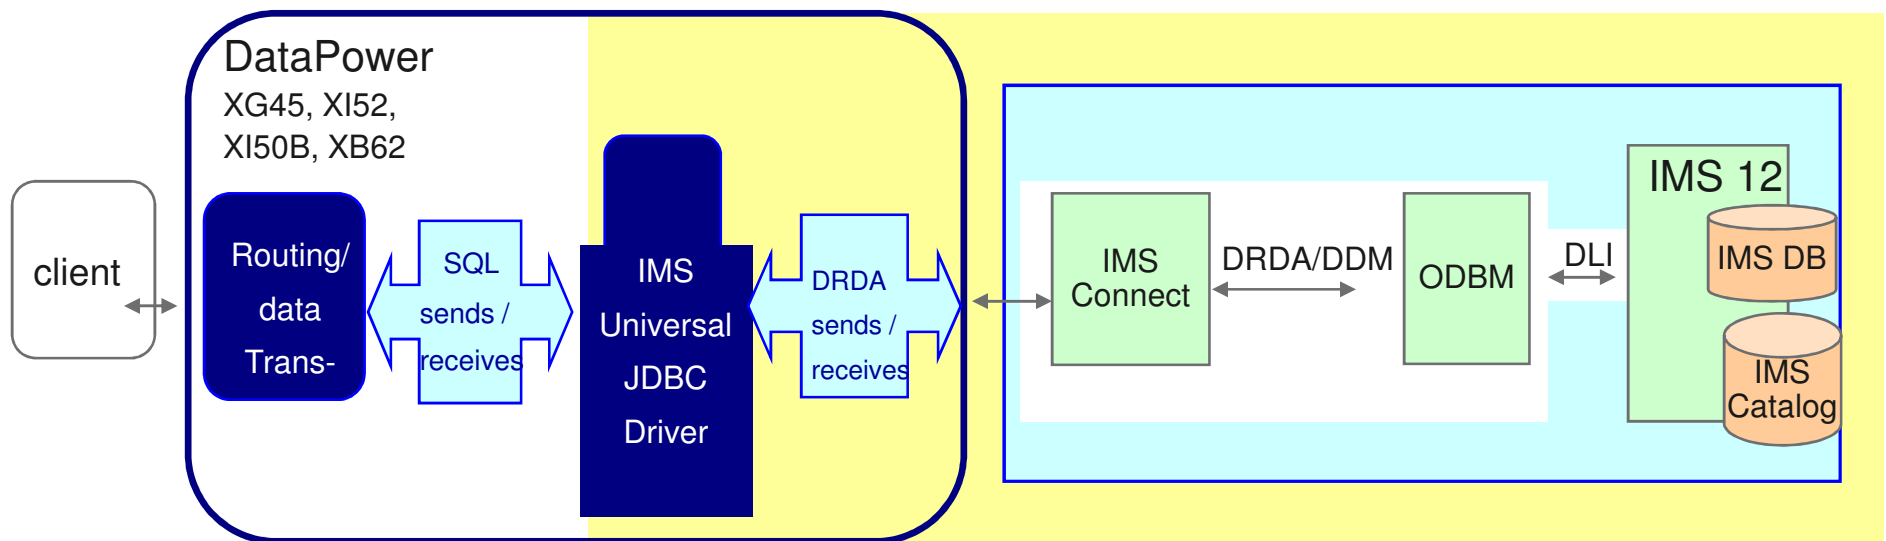 DataPower
XG45, XI52,
XI50B, XB62
client
Routing/
data
Trans-
SQL
sends /
receives
IMS
Universal
JDBC
Driver
DRDA
sends /
receives
IMS
Connect
DRDA/DDM
ODBM
DLI
IMS 12
IMS DB
IMS
Catalog